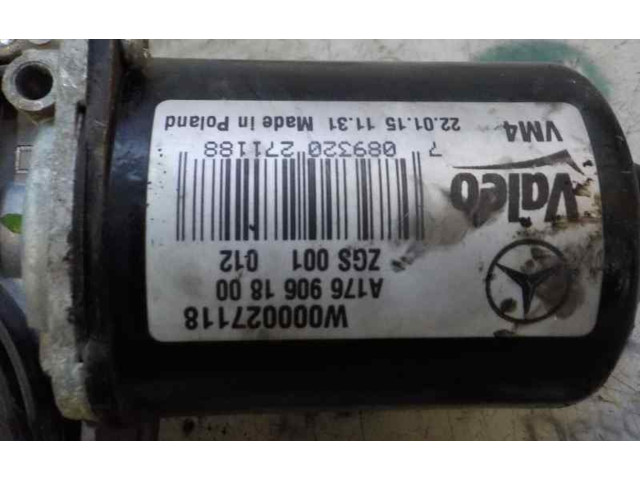 W000027118
A176 906 18 00
ZGS 001 012
Valeo
7 089320 271188
VM4
22.01.15 11.31 Made in Poland